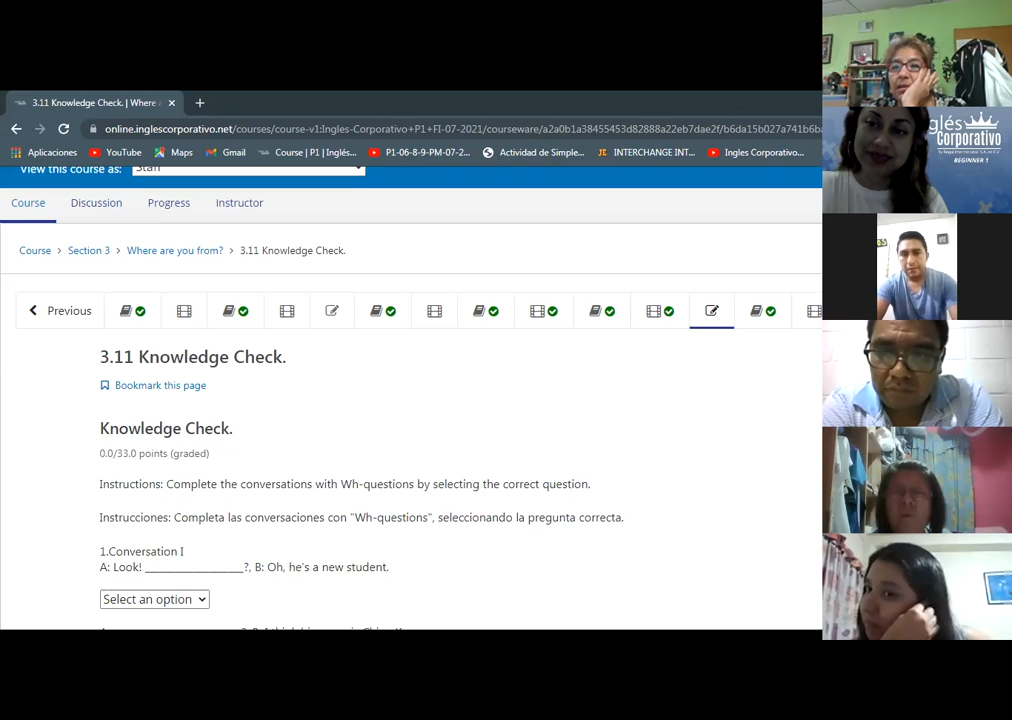 3.11 Knowledge Check. | Where
online.inglescorporativo.net/courses/course-v1:Ingles-Corporativo+P1+FI-07-2021/courseware/a2a0b1a38455453d82888a22eb7dae2f/b6da15b027a741b6b
Aplicaciones YouTube Maps Gmail Course | P1 | Inglés... P1-06-8-9-PM-07-2... Actividad de Simple... INTERCHANGE INT... Ingles Corporativo...
View this course as: Staff
Course Discussion Progress Instructor
Course > Section 3 > Where are you from? > 3.11 Knowledge Check.
Previous
3.11 Knowledge Check.
Bookmark this page
Knowledge Check.
0.0/33.0 points (graded)
Instructions: Complete the conversations with Wh-questions by selecting the correct question.
Instrucciones: Completa las conversaciones con "Wh-questions", seleccionando la pregunta correcta.
1.Conversation I
A: Look! ____________________?, B: Oh, he's a new student.
Select an option
glés
Corporativo
BEGINNER 1